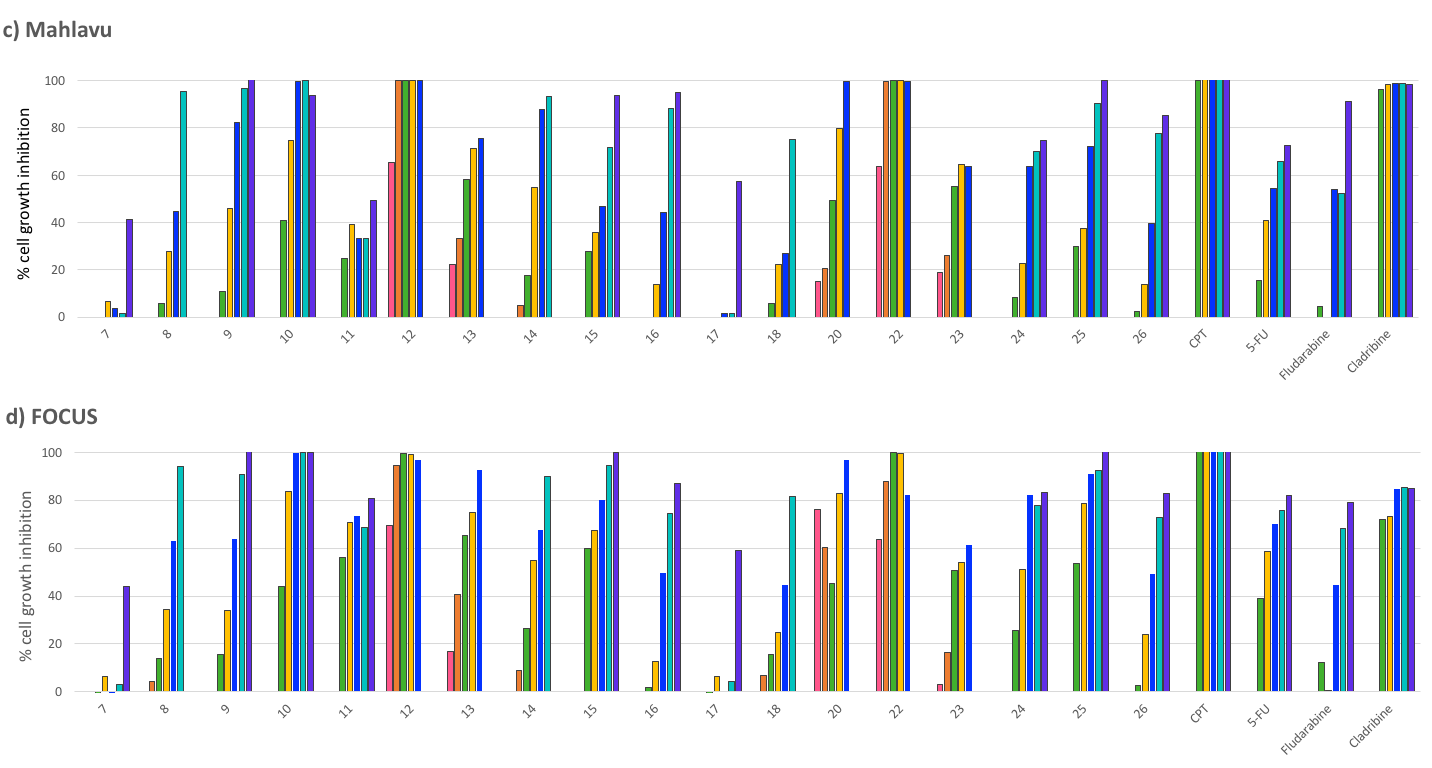 c) Mahlavu
% cell growth inhibition
100
80
60
40
20
0
7 8 9 10 11 12 13 14 15 16 17 18 20 22 23 24 25 26 CPT 5-FU Fludarabine Cladribine
d) FOCUS
% cell growth inhibition
100
80
60
40
20
0
7 8 9 10 11 12 13 14 15 16 17 18 20 22 23 24 25 26 CPT 5-FU Fludarabine Cladribine